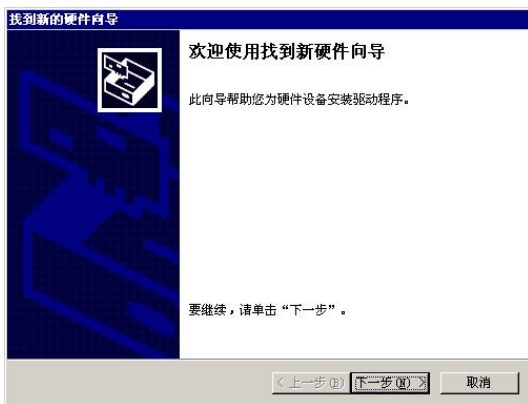 找到新的硬件向导
欢迎使用找到新硬件向导
此向导帮助您为硬件设备安装驱动程序。
要继续，请单击“下一步”。
< 上一步(B) 下一步(N) > 取消